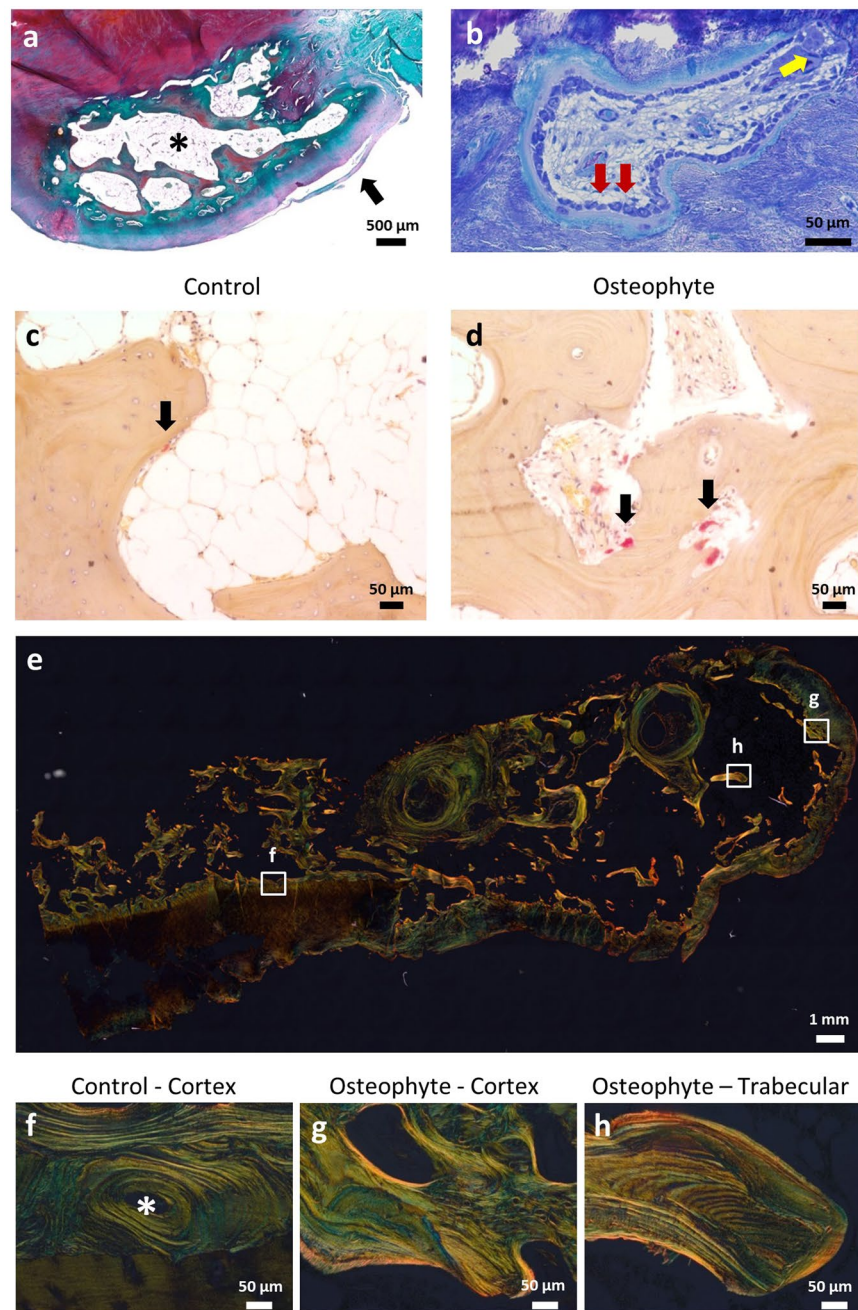 a
b
*
500 µm
50 µm
Control
Osteophyte
c
d
50 µm
50 µm
e
g
h
f
1 mm
Control - Cortex
Osteophyte - Cortex
Osteophyte – Trabecular
f
g
h
*
50 µm
50 µm
50 µm